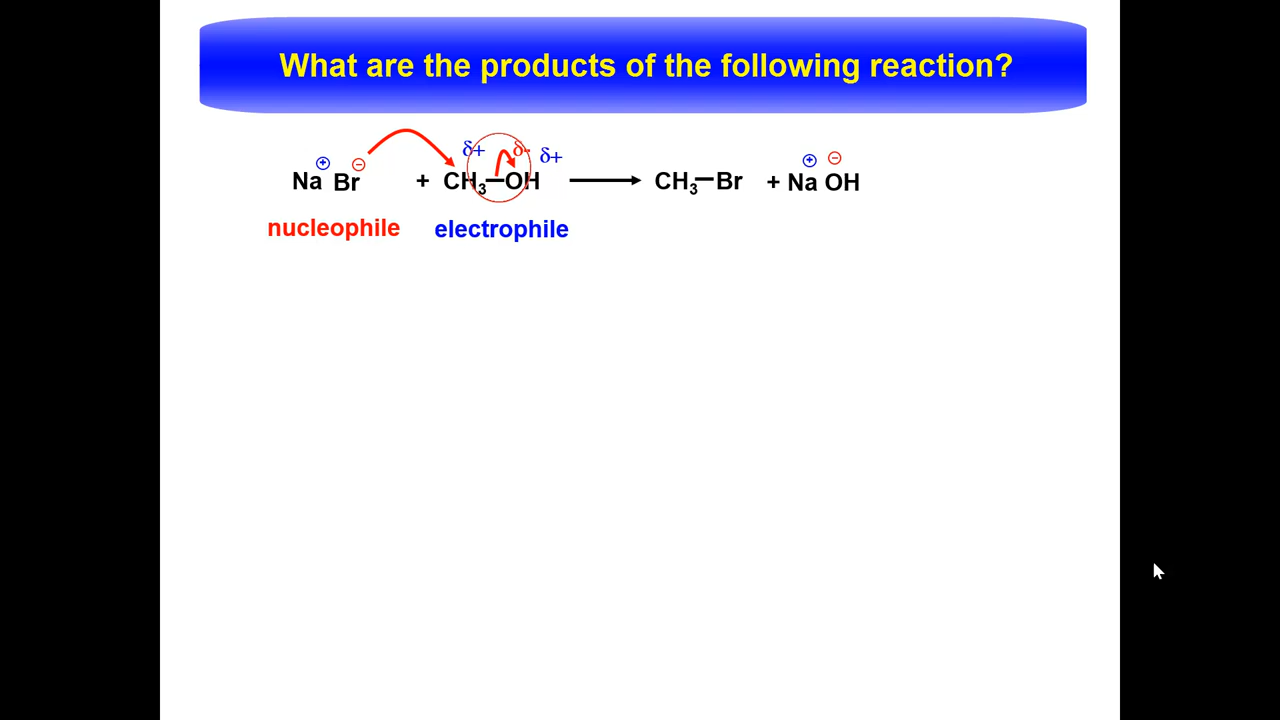 What are the products of the following reaction?
δ+ δ- δ+
Na⊕ Br⊖ + CH₃–OH ⟶ CH₃–Br + Na⊕ OH⊖
nucleophile electrophile